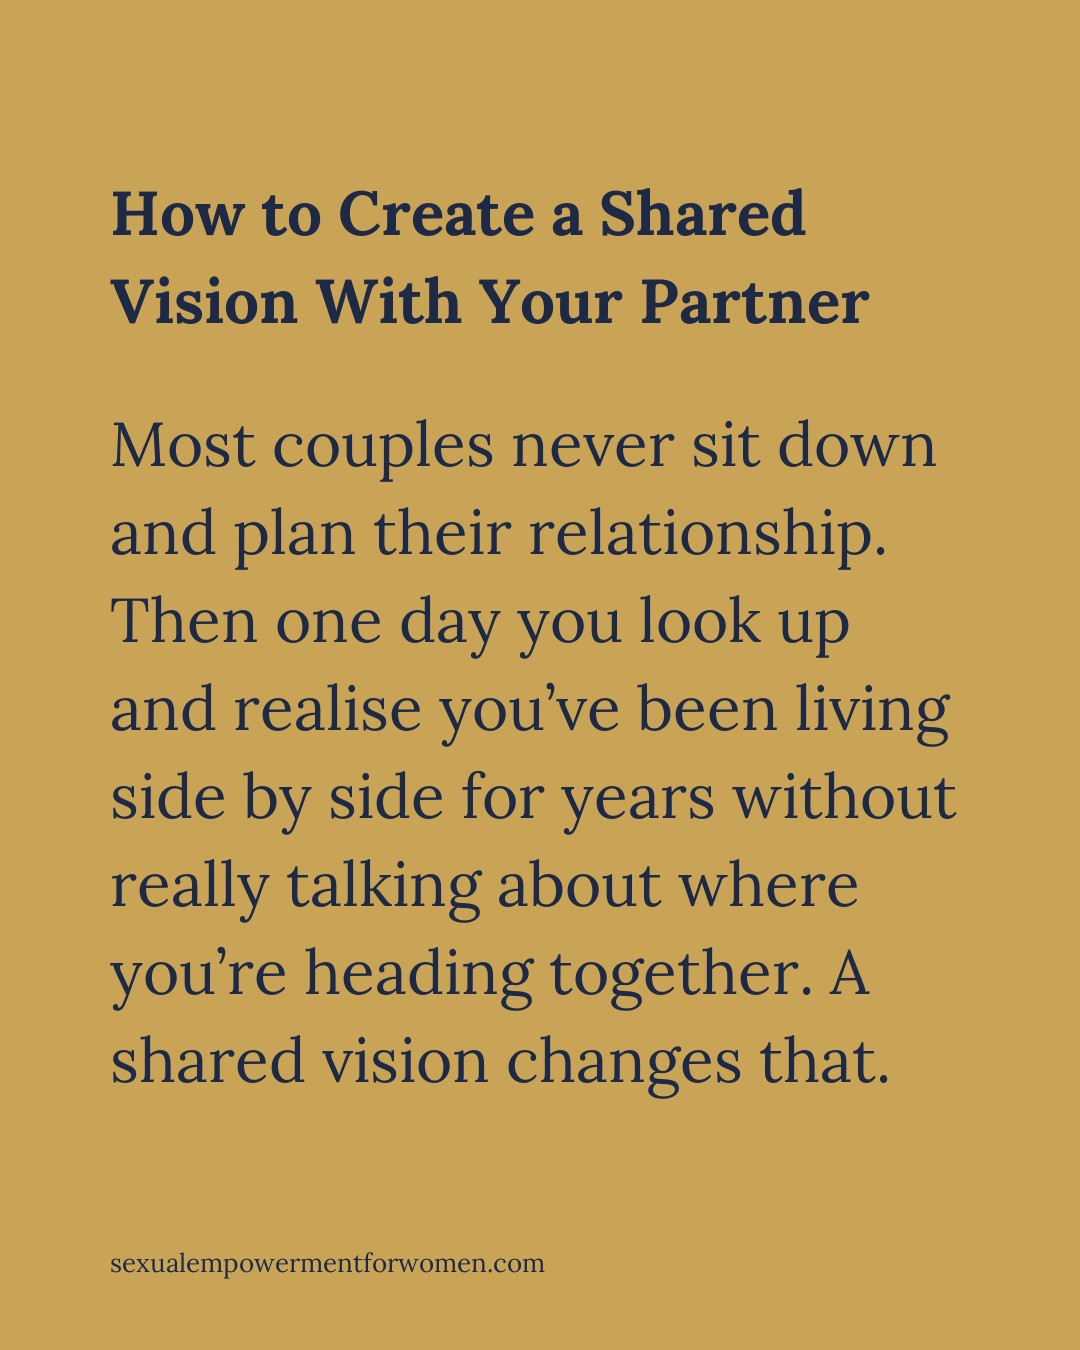 How to Create a Shared
Vision With Your Partner
Most couples never sit down
and plan their relationship.
Then one day you look up
and realise you’ve been living
side by side for years without
really talking about where
you’re heading together. A
shared vision changes that.
sexualempowermentforwomen.com